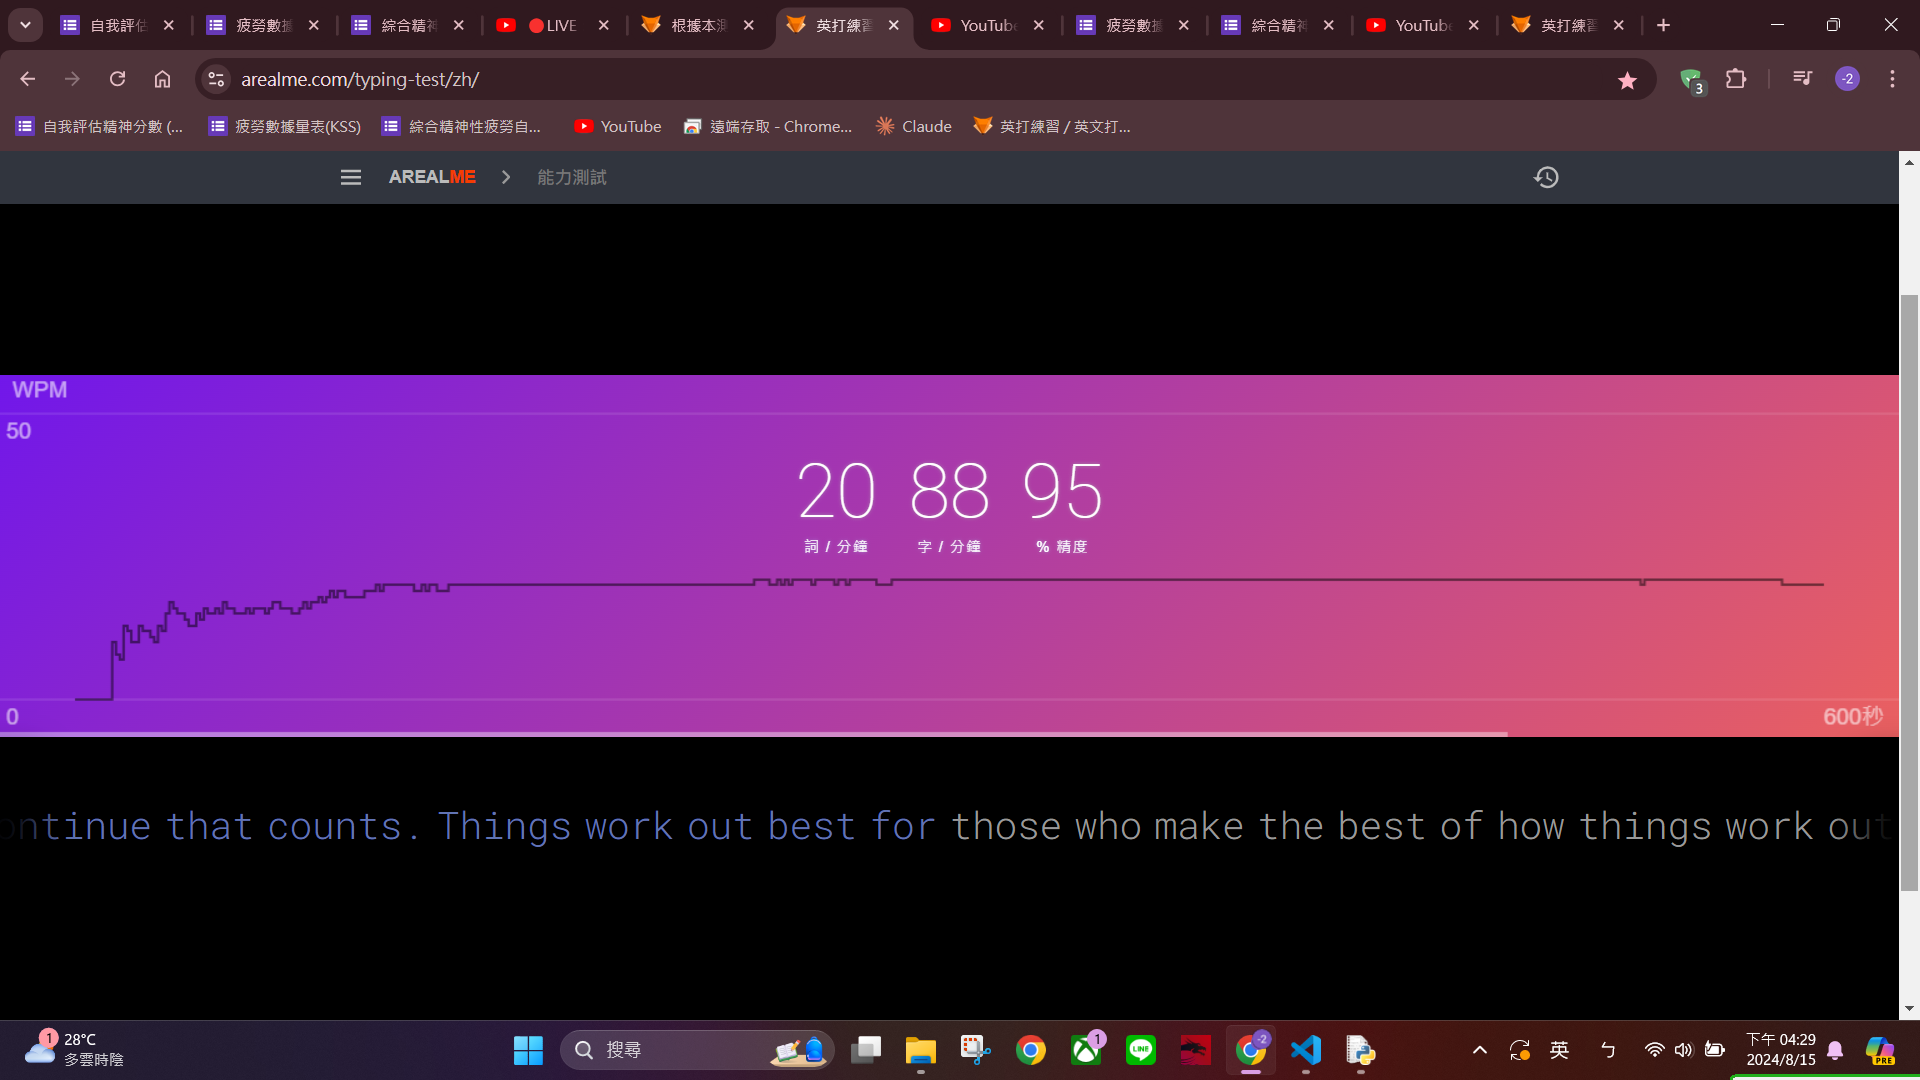 自我評估
疲勞數據
綜合精神
LIVE
根據本測
英打練習
YouTube
疲勞數據
綜合精神
YouTube
英打練習
arealme.com/typing-test/zh/
3
-2
自我評估精神分數 (...
疲勞數據量表(KSS)
綜合精神性疲勞自...
YouTube
遠端存取 - Chrome...
Claude
英打練習 / 英文打...
AREALME
能力測試
WPM
50
20 88 95
詞 / 分鐘 字 / 分鐘 % 精度
0
600秒
ontinue that counts. Things work out best for those who make the best of how things work out
1
28°C
多雲時陰
搜尋
1
LINE
-2
英
ㄅ
下午 04:29
2024/8/15
PRE